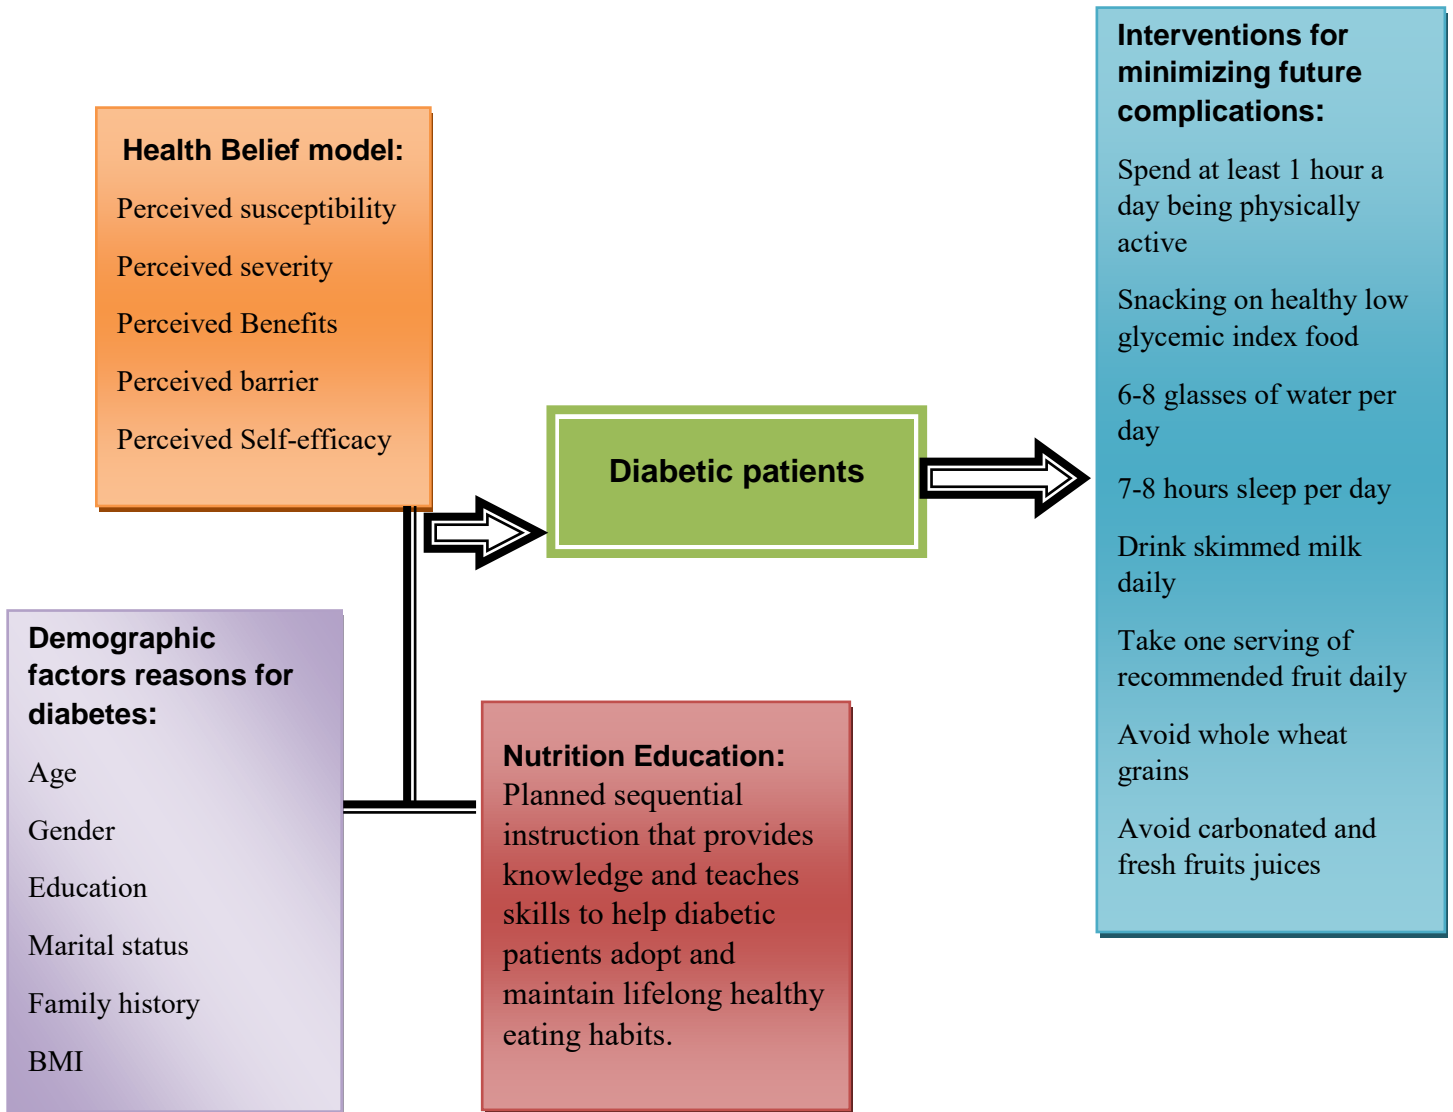 Health Belief model:
Perceived susceptibility
Perceived severity
Perceived Benefits
Perceived barrier
Perceived Self-efficacy
Demographic
factors reasons for
diabetes:
Age
Gender
Education
Marital status
Family history
BMI
Nutrition Education:
Planned sequential
instruction that provides
knowledge and teaches
skills to help diabetic
patients adopt and
maintain lifelong healthy
eating habits.
Diabetic patients
Interventions for
minimizing future
complications:
Spend at least 1 hour a
day being physically
active
Snacking on healthy low
glycemic index food
6-8 glasses of water per
day
7-8 hours sleep per day
Drink skimmed milk
daily
Take one serving of
recommended fruit daily
Avoid whole wheat
grains
Avoid carbonated and
fresh fruits juices